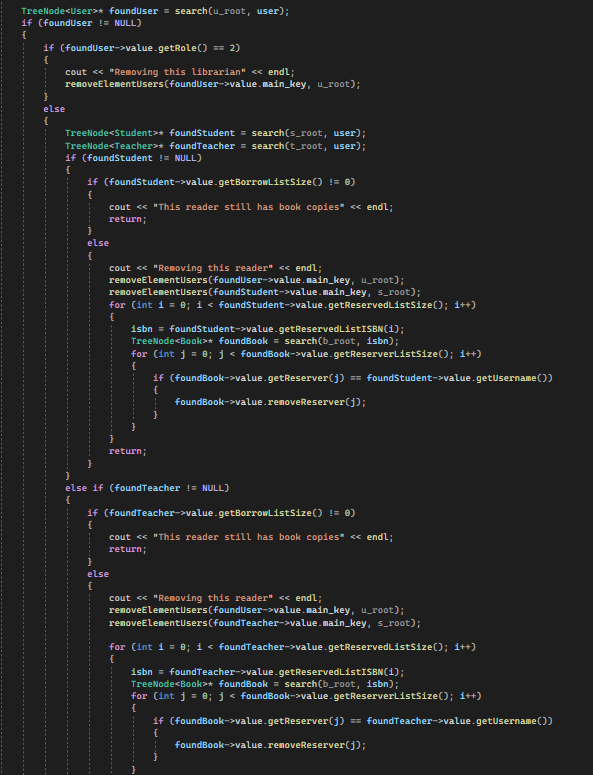 TreeNode<User>* foundUser = search(u_root, user);
if (foundUser != NULL)
{
if (foundUser->value.getRole() == 2)
{
cout << "Removing this librarian" << endl;
removeElementUsers(foundUser->value.main_key, u_root);
}
else
{
TreeNode<Student>* foundStudent = search(s_root, user);
TreeNode<Teacher>* foundTeacher = search(t_root, user);
if (foundStudent != NULL)
{
if (foundStudent->value.getBorrowListSize() != 0)
{
cout << "This reader still has book copies" << endl;
return;
}
else
{
cout << "Removing this reader" << endl;
removeElementUsers(foundUser->value.main_key, u_root);
removeElementUsers(foundStudent->value.main_key, s_root);
for (int i = 0; i < foundStudent->value.getReservedListSize(); i++)
{
isbn = foundStudent->value.getReservedListISBN(i);
TreeNode<Book>* foundBook = search(b_root, isbn);
for (int j = 0; j < foundBook->value.getReserverListSize(); i++)
{
if (foundBook->value.getReserver(j) == foundStudent->value.getUsername())
{
foundBook->value.removeReserver(j);
}
}
}
return;
}
}
else if (foundTeacher != NULL)
{
if (foundTeacher->value.getBorrowListSize() != 0)
{
cout << "This reader still has book copies" << endl;
return;
}
else
{
cout << "Removing this reader" << endl;
removeElementUsers(foundUser->value.main_key, u_root);
removeElementUsers(foundTeacher->value.main_key, s_root);
for (int i = 0; i < foundTeacher->value.getReservedListSize(); i++)
{
isbn = foundTeacher->value.getReservedListISBN(i);
TreeNode<Book>* foundBook = search(b_root, isbn);
for (int j = 0; j < foundBook->value.getReserverListSize(); i++)
{
if (foundBook->value.getReserver(j) == foundTeacher->value.getUsername())
{
foundBook->value.removeReserver(j);
}
}